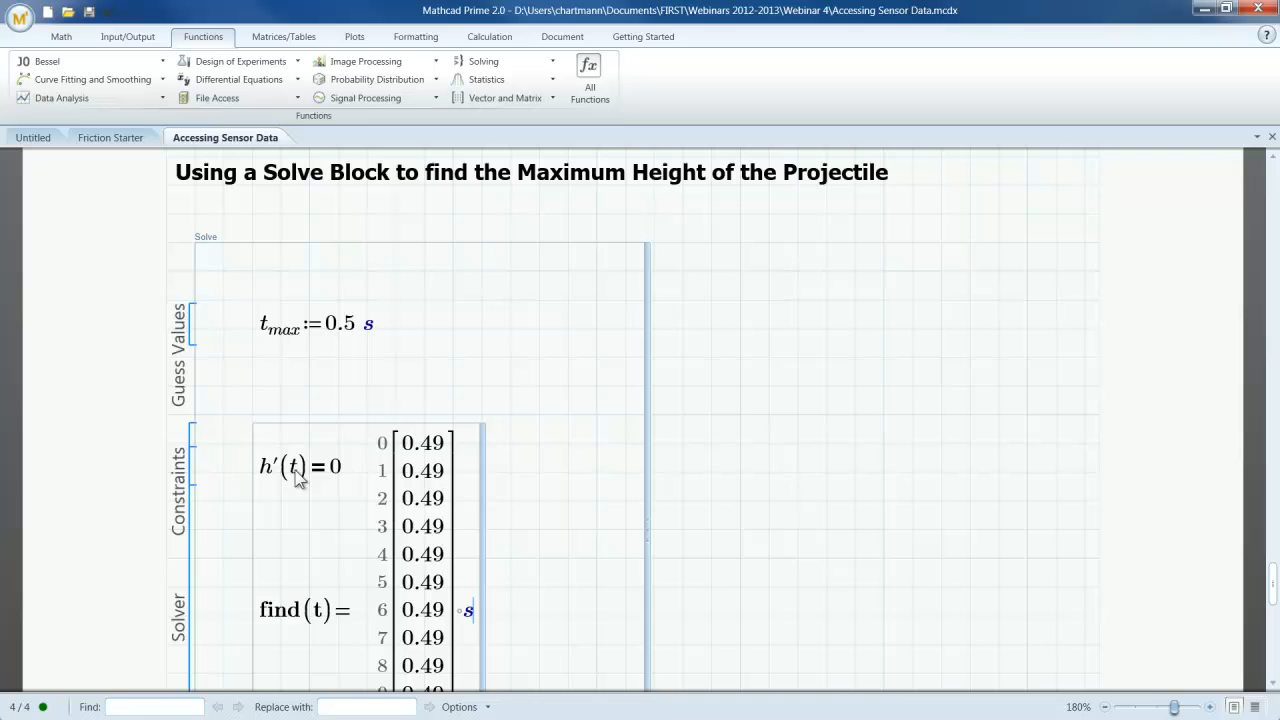 Mathcad Prime 2.0 - D:\Users\chartmann\Documents\FIRST\Webinars 2012-2013\Webinar 4\Accessing Sensor Data.mcdx
Math Input/Output Functions Matrices/Tables Plots Formatting Calculation Document Getting Started
J0 Bessel Design of Experiments Image Processing Solving
Curve Fitting and Smoothing Differential Equations Probability Distribution Statistics
Data Analysis File Access Signal Processing Vector and Matrix
fx
All
Functions
Functions
Untitled Friction Starter Accessing Sensor Data
Using a Solve Block to find the Maximum Height of the Projectile
Solve
Guess Values
tmax:=0.5 s
Constraints
h′(t)=0
Solver
find(t)=
0 0.49
1 0.49
2 0.49
3 0.49
4 0.49
5 0.49
6 0.49 s
7 0.49
8 0.49
4 / 4 Find: Replace with: Options 180%